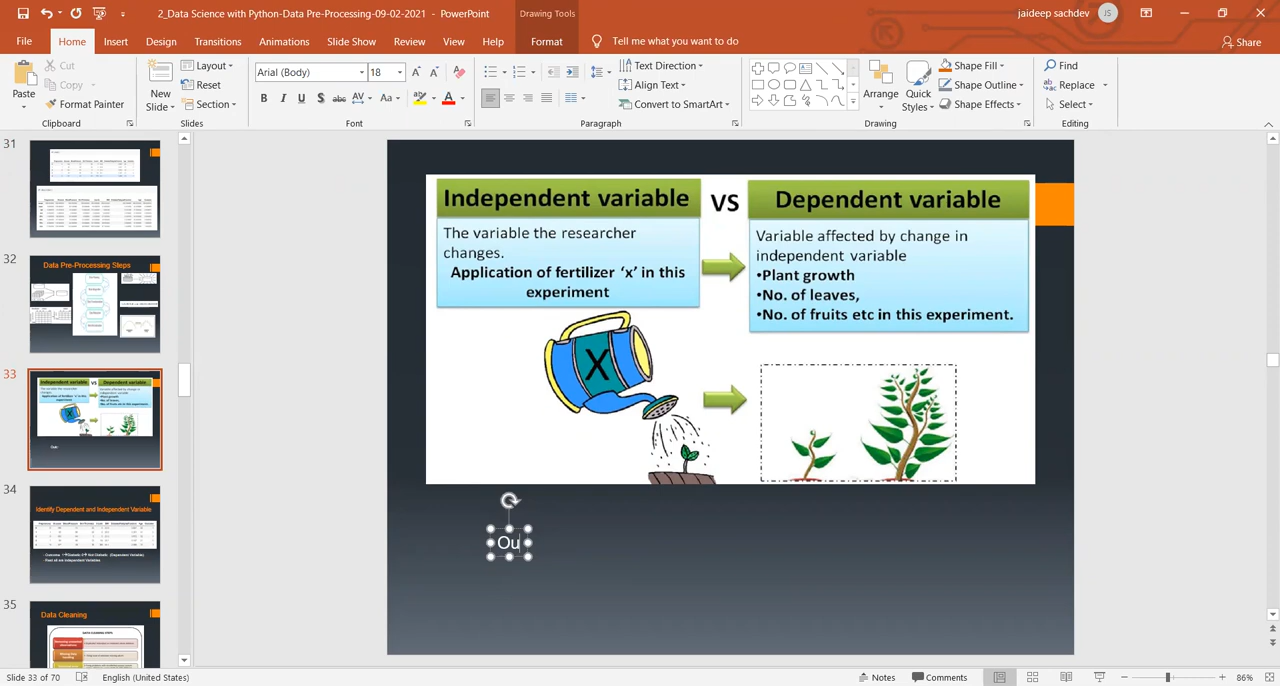 2_Data Science with Python-Data Pre-Processing-09-02-2021 - PowerPoint
Drawing Tools
jaideep sachdev
JS
File Home Insert Design Slide Show Transitions Animations Slide Show Review View Help Format Tell me what you want to do
Share
Paste
Cut
Copy
Format Painter
Clipboard
New Slide
Layout
Reset
Section
Slides
Arial (Body) 18
B I U S abc AV Aa A
Font
Text Direction
Align Text
Convert to SmartArt
Paragraph
Arrange
Quick Styles
Shape Fill
Shape Outline
Shape Effects
Drawing
Find
Replace
Select
Editing
31
32
Data Pre-Processing Steps
33
34
Identify Dependent and Independent Variable
35
Data Cleaning
Independent variable
VS
Dependent variable
The variable the researcher
changes.
Application of fertilizer ‘x’ in this
experiment
Variable affected by change in
independent variable
•Plant growth
•No. of leaves,
•No. of fruits etc in this experiment.
X
Ou
Slide 33 of 70
English (United States)
Notes
Comments
86%